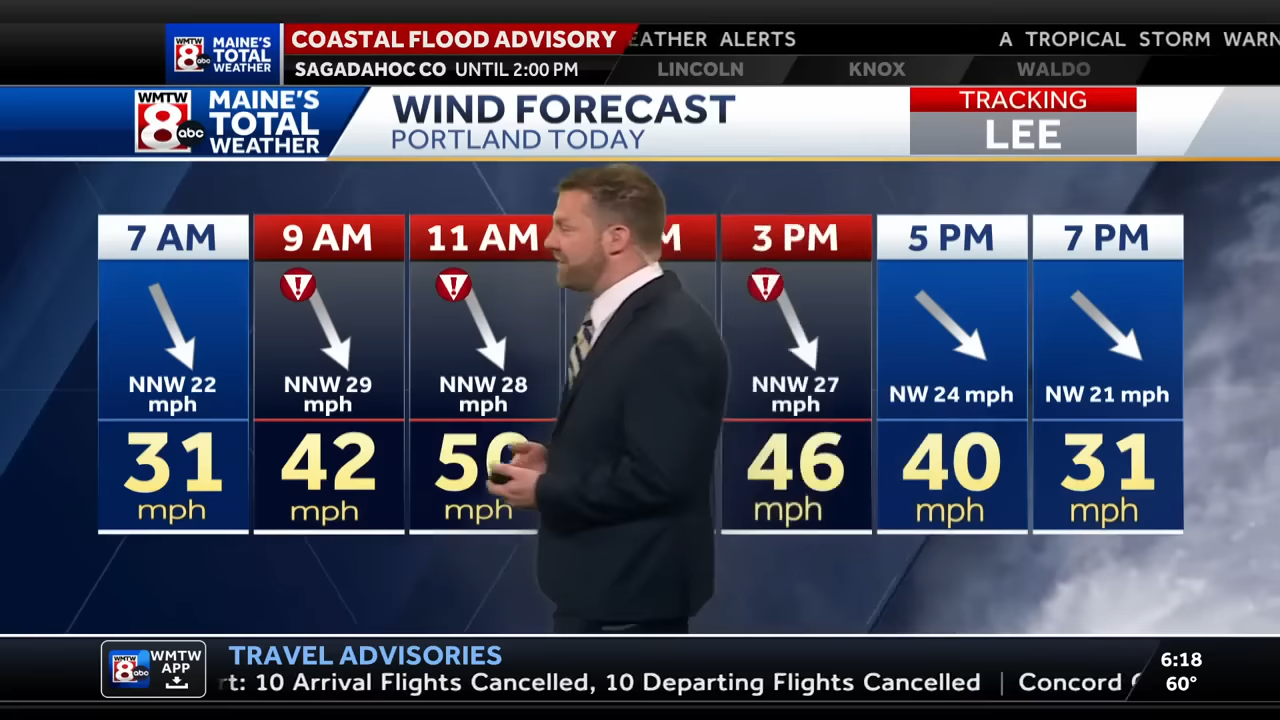 WMTW 8 abc
MAINE'S TOTAL WEATHER
COASTAL FLOOD ADVISORY
EATHER ALERTS
A TROPICAL STORM WARN
SAGADAHOC CO UNTIL 2:00 PM
LINCOLN
KNOX
WALDO
WMTW 8 abc
MAINE'S TOTAL WEATHER
WIND FORECAST
PORTLAND TODAY
TRACKING
LEE
7 AM
9 AM
11 AM
M
3 PM
5 PM
7 PM
!
!
!
NNW 22 mph
NNW 29 mph
NNW 28 mph
NNW 27 mph
NW 24 mph
NW 21 mph
31 mph
42 mph
50 mph
46 mph
40 mph
31 mph
WMTW 8 abc
WMTW APP
TRAVEL ADVISORIES
rt: 10 Arrival Flights Cancelled, 10 Departing Flights Cancelled | Concord
6:18
60°